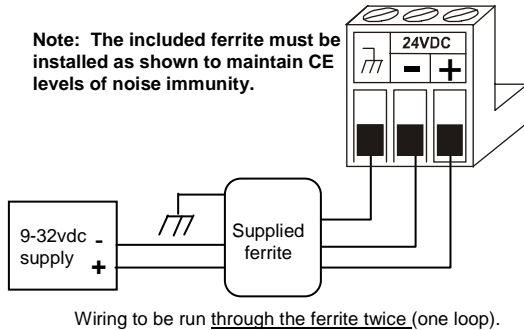 Note: The included ferrite must be
installed as shown to maintain CE
levels of noise immunity.
24VDC
- +
9-32vdc -
supply +
Supplied
ferrite
Wiring to be run through the ferrite twice (one loop).